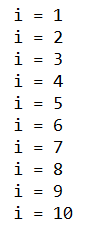 i = 1
i = 2
i = 3
i = 4
i = 5
i = 6
i = 7
i = 8
i = 9
i = 10